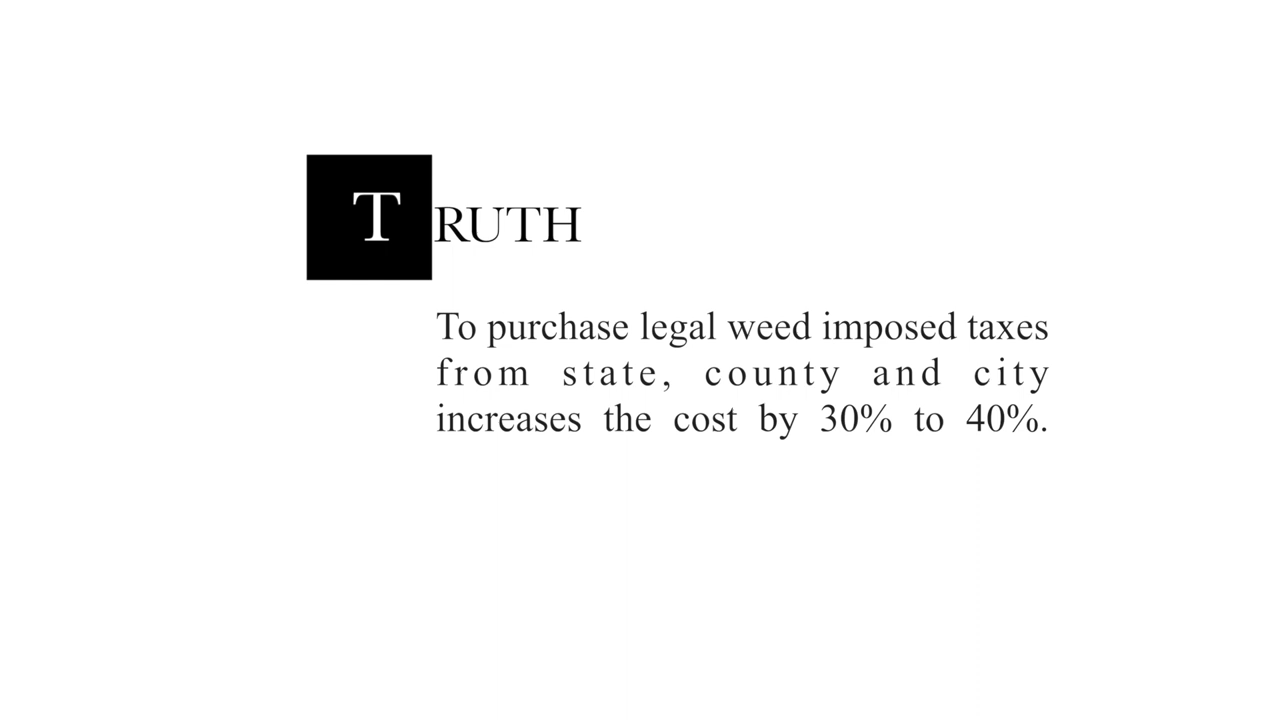 TRUTH
To purchase legal weed imposed taxes
from state, county and city
increases the cost by 30% to 40%.